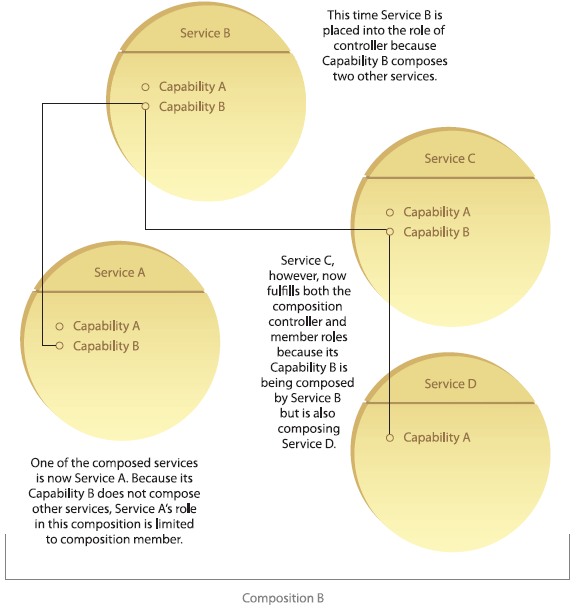 Service B
Capability A
Capability B
This time Service B is
placed into the role of
controller because
Capability B composes
two other services.
Service C
Capability A
Capability B
Service A
Capability A
Capability B
Service C,
however, now
fulfills both the
composition
controller and
member roles
because its
Capability B is
being composed
by Service B
but is also
composing
Service D.
Service D
Capability A
One of the composed services
is now Service A. Because its
Capability B does not compose
other services, Service A's role
in this composition is limited
to composition member.
Composition B